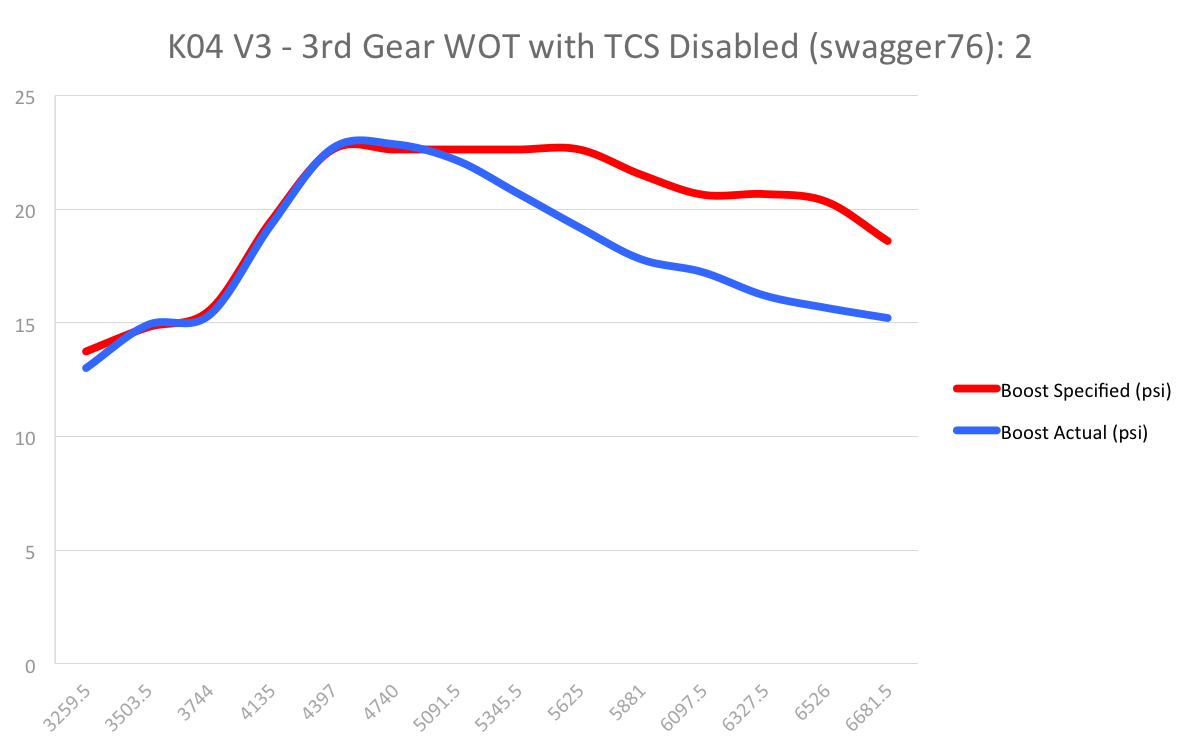 K04 V3 - 3rd Gear WOT with TCS Disabled (swagger76): 2
25
20
15
10
5
0
Boost Specified (psi)
Boost Actual (psi)
3259.5 3503.5 3744 4135 4397 4740 5091.5 5345.5 5625 5881 6097.5 6327.5 6526 6681.5